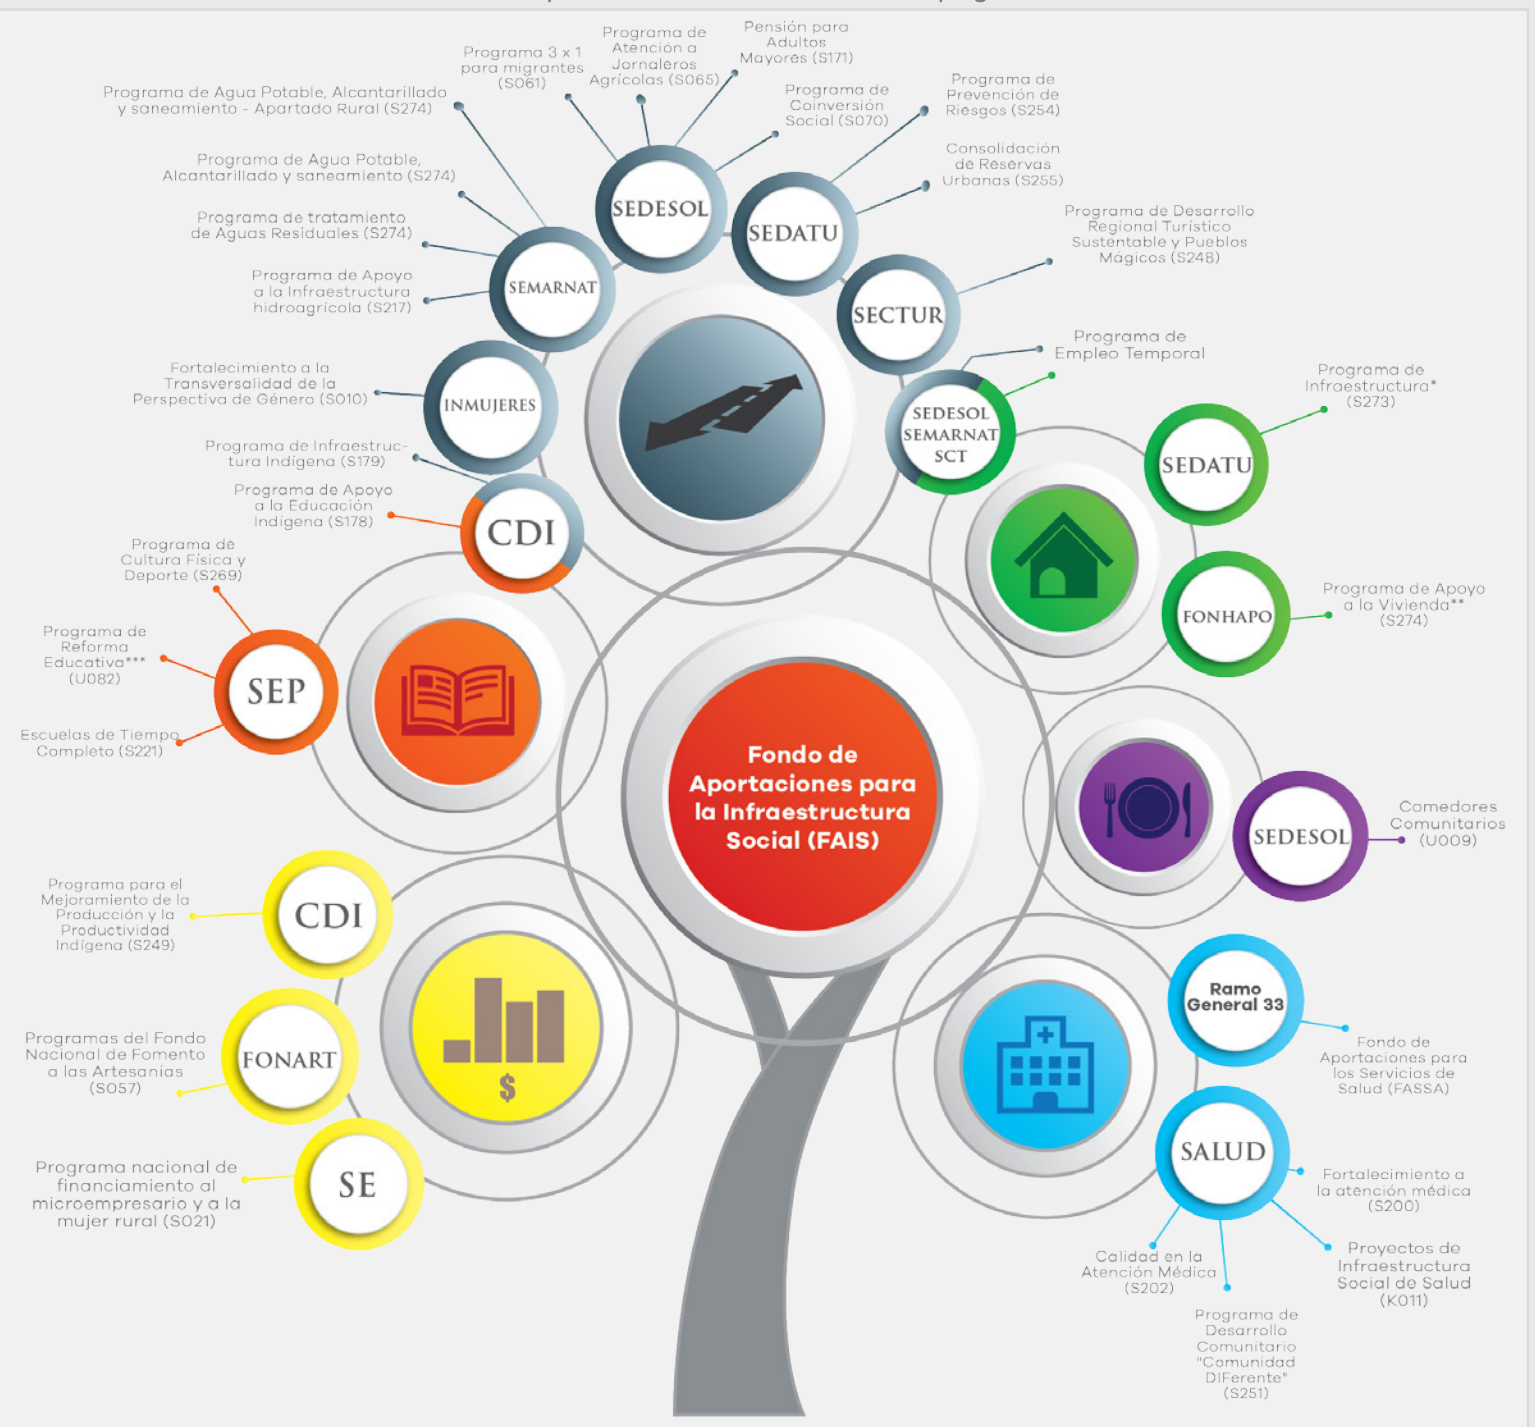 Programa 3 x 1
para migrantes
(S061)
Programa de
Atención a
Jornaleros
Agrícolas (S065)
Pensión para
Adultos
Mayores (S171)
Programa de
Coinversión
Social (S070)
Programa de
Prevención de
Riesgos (S254)
Consolidación
de Reservas
Urbanas (S255)
Programa de Desarrollo
Regional Turístico
Sustentable y Pueblos
Mágicos (S248)
Programa de Agua Potable, Alcantarillado
y saneamiento - Apartado Rural (S274)
Programa de Agua Potable,
Alcantarillado y saneamiento (S274)
Programa de tratamiento
de Aguas Residuales (S274)
Programa de Apoyo
a la Infraestructura
hidroagrícola (S217)
Fortalecimiento a la
Transversalidad de la
Perspectiva de Género (S010)
Programa de Infraestruc-
tura Indígena (S179)
Programa de Apoyo
a la Educación
Indígena (S178)
SEDESOL
SEDATU
SEMARNAT
SECTUR
INMUJERES
CDI
SEDESOL
SEMARNAT
SCT
Programa de
Empleo Temporal
Programa de
Infraestructura*
(S273)
SEDATU
FONHAPO
Programa de Apoyo
a la Vivienda**
(S274)
Programa de
Cultura Física y
Deporte (S269)
Programa de
Reforma
Educativa***
(U082)
Escuelas de Tiempo
Completo (S221)
SEP
Fondo de
Aportaciones para
la Infraestructura
Social (FAIS)
SEDESOL
Comedores
Comunitarios
(U009)
Programa para el
Mejoramiento de la
Producción y la
Productividad
Indígena (S249)
CDI
Programas del Fondo
Nacional de Fomento
a las Artesanías
(S057)
FONART
Programa nacional de
financiamiento al
microempresario y a la
mujer rural (S021)
SE
$
Ramo
General 33
Fondo de
Aportaciones para
los Servicios de
Salud (FASSA)
SALUD
Fortalecimiento a
la atención médica
(S200)
Proyectos de
Infraestructura
Social de Salud
(K011)
Calidad en la
Atención Médica
(S202)
Programa de
Desarrollo
Comunitario
"Comunidad
DIFerente"
(S251)